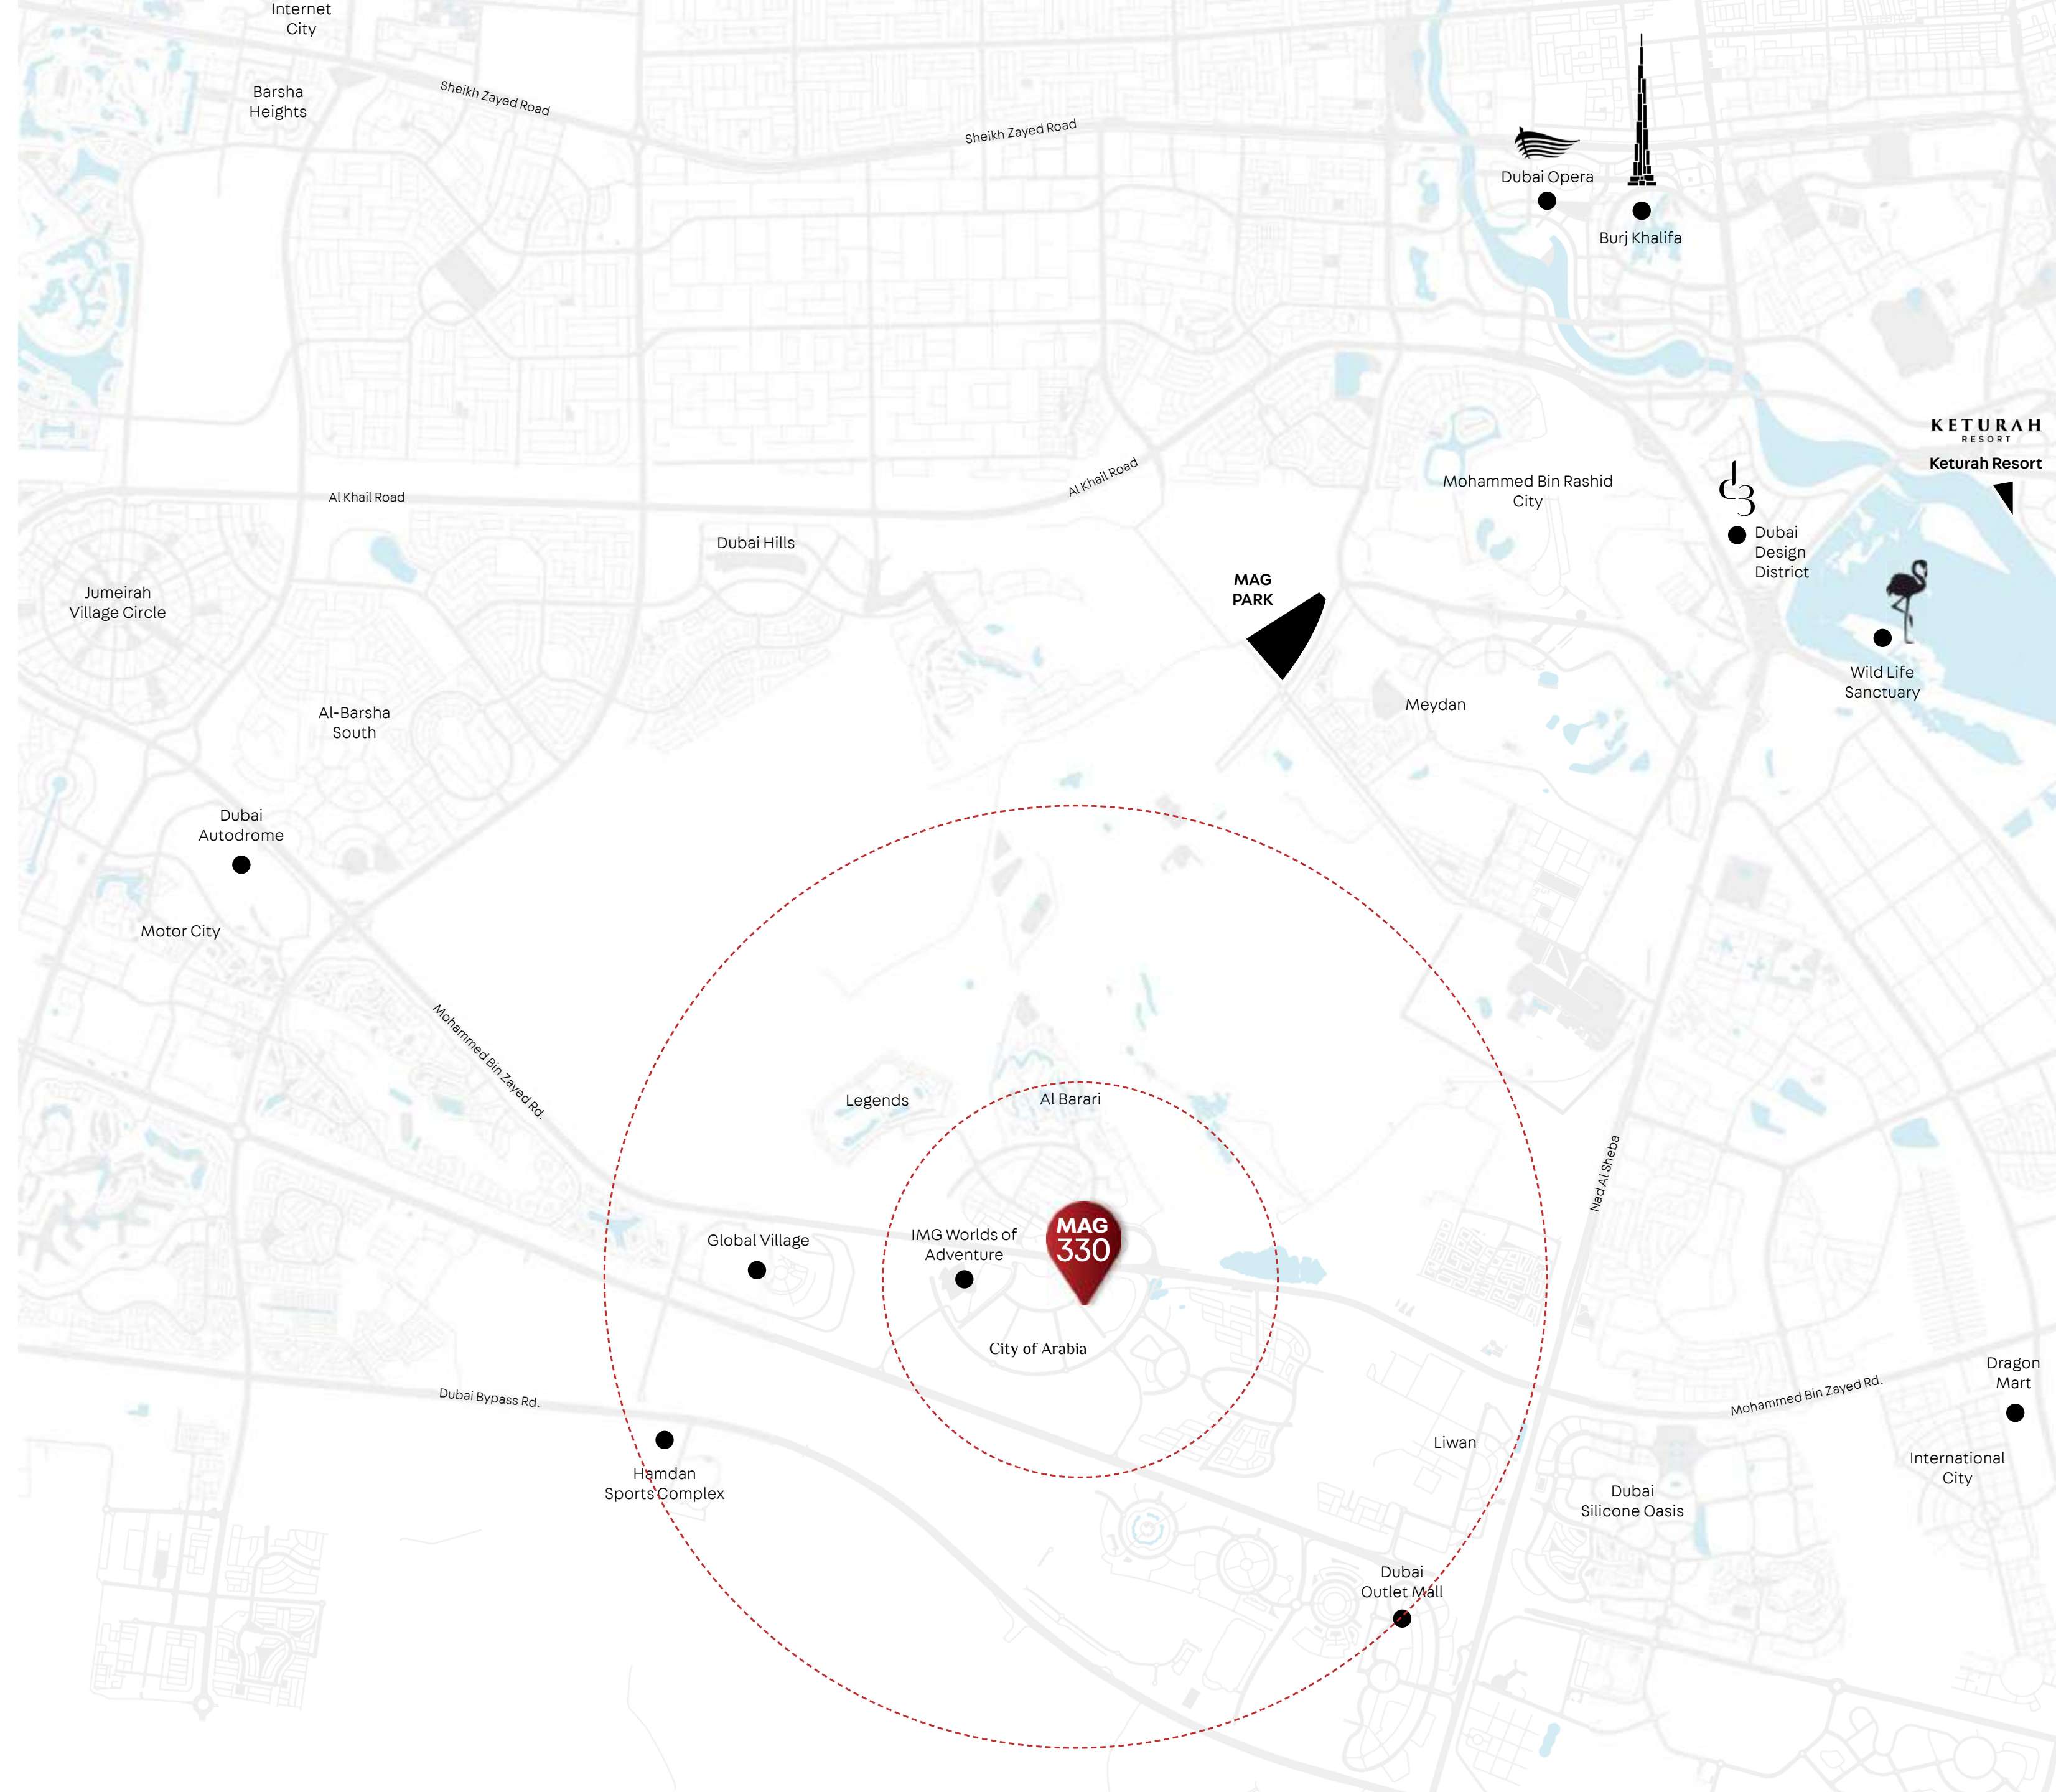 Internet
City
Barsha
Heights
Sheikh Zayed Road
Sheikh Zayed Road
Dubai Opera
Burj Khalifa
KETURAH
RESORT
Keturah Resort
Al Khail Road
Al Khail Road
Mohammed Bin Rashid
City
d3
Dubai
Design
District
Dubai Hills
MAG
PARK
Jumeirah
Village Circle
Wild Life
Sanctuary
Meydan
Al-Barsha
South
Dubai
Autodrome
Motor City
Mohammed Bin Zayed Rd.
Legends
Al Barari
Nad Al Sheba
MAG
330
Global Village
IMG Worlds of
Adventure
City of Arabia
Dubai Bypass Rd.
Mohammed Bin Zayed Rd.
Dragon
Mart
Liwan
International
City
Hamdan
Sports Complex
Dubai
Silicone Oasis
Dubai
Outlet Mall